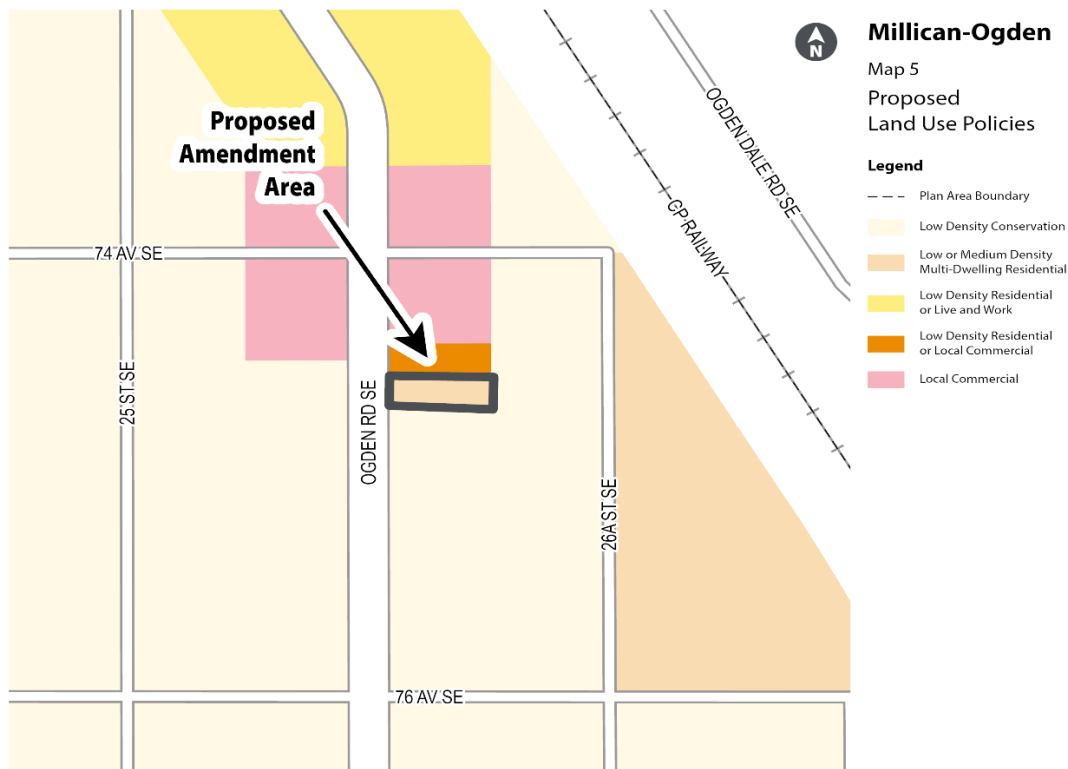 N
Millican-Ogden
Map 5
Proposed
Land Use Policies
Legend
Plan Area Boundary
Low Density Conservation
Low or Medium Density
Multi-Dwelling Residential
Low Density Residential
or Live and Work
Low Density Residential
or Local Commercial
Local Commercial
Proposed
Amendment
Area
OGDEN DALE RD SE
CP RAILWAY
74 AV SE
25 ST SE
OGDEN RD SE
26A ST SE
76 AV SE